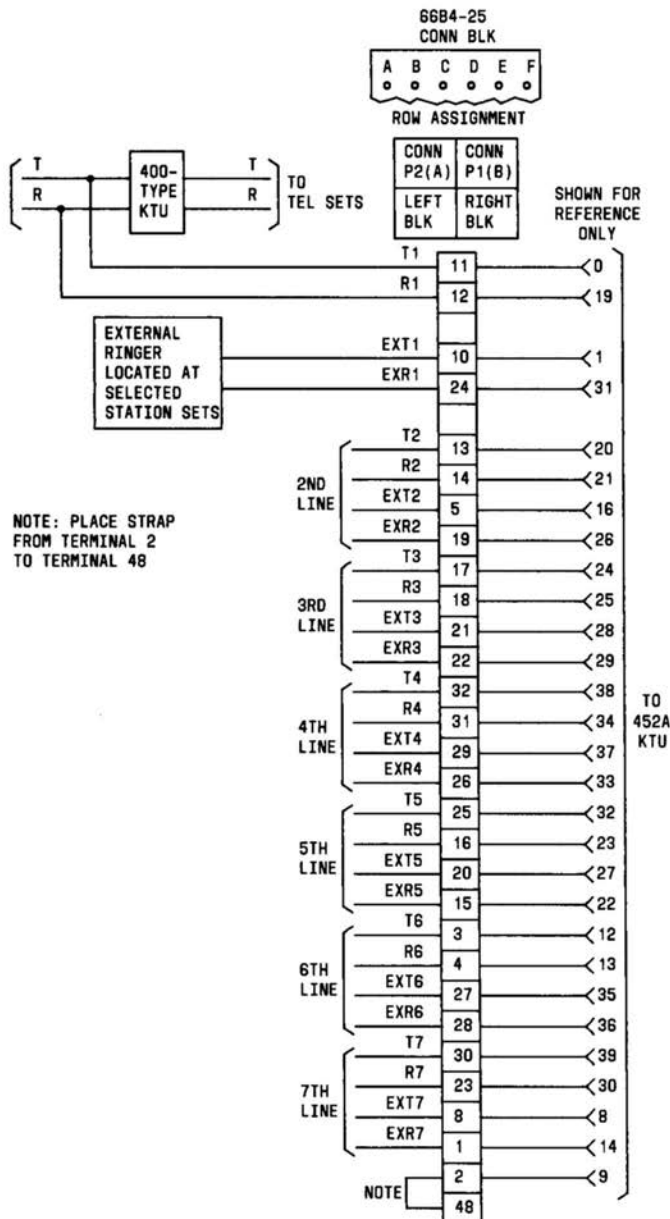 66B4-25
CONN BLK
A B C D E F
ROW ASSIGNMENT
CONN P2(A)
CONN P1(B)
LEFT BLK
RIGHT BLK
SHOWN FOR
REFERENCE
ONLY
T
R
400-
TYPE
KTU
T
R
TO
TEL SETS
T1 11 0
R1 12 19
EXTERNAL
RINGER
LOCATED AT
SELECTED
STATION SETS
EXT1 10 1
EXR1 24 31
NOTE: PLACE STRAP
FROM TERMINAL 2
TO TERMINAL 48
2ND
LINE
T2 13 20
R2 14 21
EXT2 5 16
EXR2 19 26
3RD
LINE
T3 17 24
R3 18 25
EXT3 21 28
EXR3 22 29
4TH
LINE
T4 32 38
R4 31 34
EXT4 29 37
EXR4 26 33
TO
452A
KTU
5TH
LINE
T5 25 32
R5 16 23
EXT5 20 27
EXR5 15 22
6TH
LINE
T6 3 12
R6 4 13
EXT6 27 35
EXR6 28 36
7TH
LINE
T7 30 39
R7 23 30
EXT7 8 8
EXR7 1 14
2 9
NOTE
48